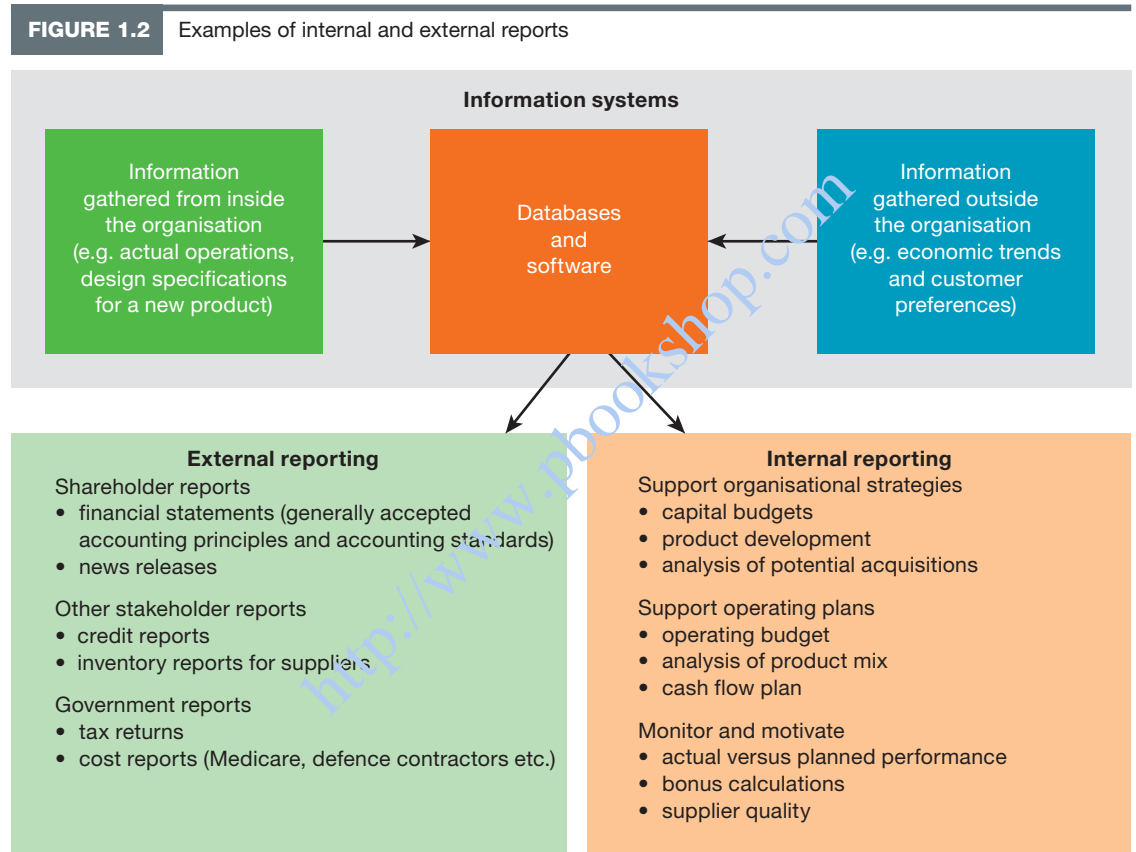 FIGURE 1.2 Examples of internal and external reports
Information systems
Information
gathered from inside
the organisation
(e.g. actual operations,
design specifications
for a new product)
Databases
and
software
Information
gathered outside
the organisation
(e.g. economic trends
and customer
preferences)
External reporting
Shareholder reports
• financial statements (generally accepted
accounting principles and accounting standards)
• news releases
Other stakeholder reports
• credit reports
• inventory reports for suppliers
Government reports
• tax returns
• cost reports (Medicare, defence contractors etc.)
Internal reporting
Support organisational strategies
• capital budgets
• product development
• analysis of potential acquisitions
Support operating plans
• operating budget
• analysis of product mix
• cash flow plan
Monitor and motivate
• actual versus planned performance
• bonus calculations
• supplier quality
http://www.pbookshop.com